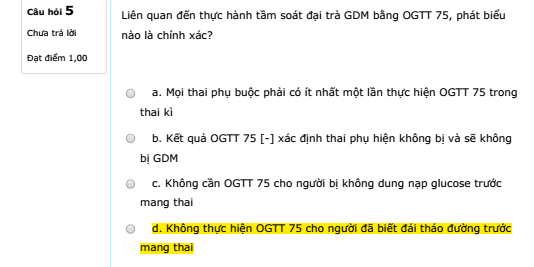 Câu hỏi 5
Chưa trả lời
Đạt điểm 1,00
Liên quan đến thực hành tầm soát đại trà GDM bằng OGTT 75, phát biểu
nào là chính xác?
a. Mọi thai phụ buộc phải có ít nhất một lần thực hiện OGTT 75 trong
thai kì
b. Kết quả OGTT 75 [-] xác định thai phụ hiện không bị và sẽ không
bị GDM
c. Không cần OGTT 75 cho người bị không dung nạp glucose trước
mang thai
d. Không thực hiện OGTT 75 cho người đã biết đái tháo đường trước
mang thai